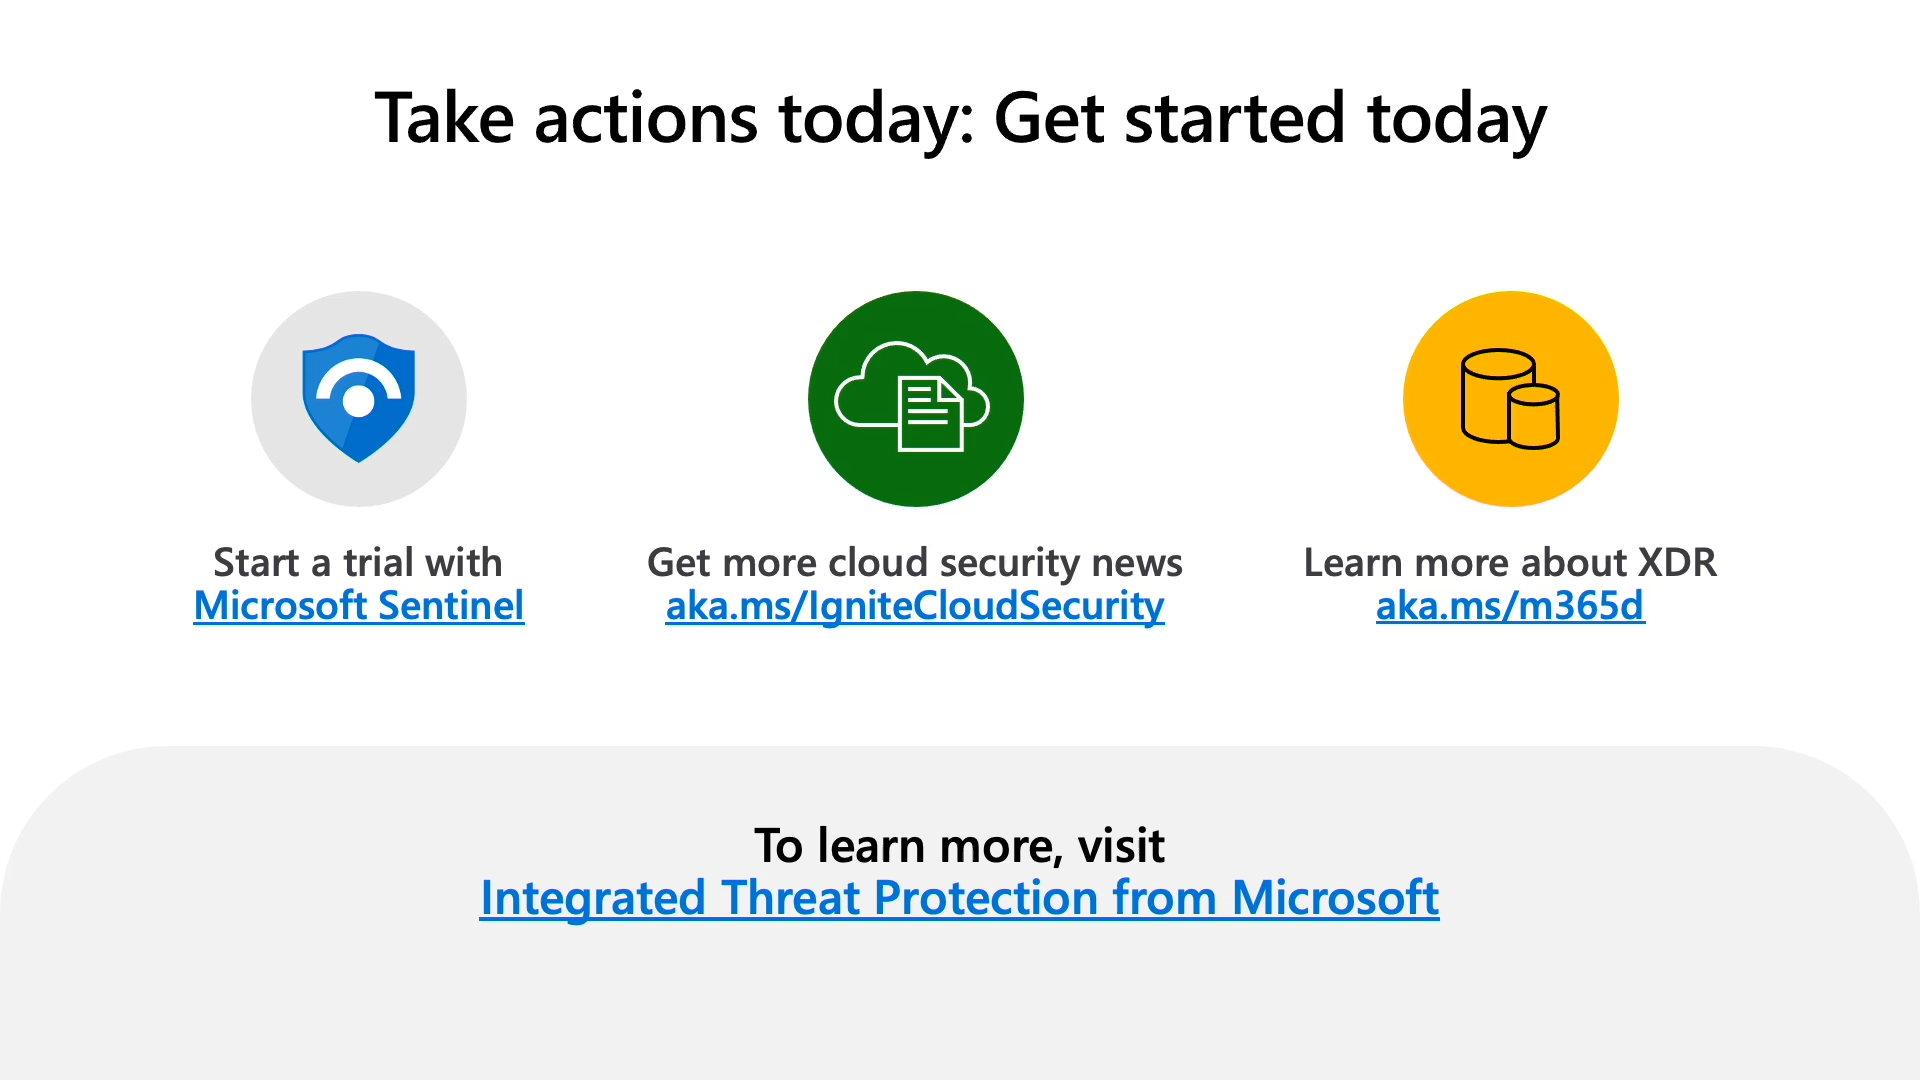 Take actions today: Get started today
Start a trial with
Microsoft Sentinel
Get more cloud security news
aka.ms/IgniteCloudSecurity
Learn more about XDR
aka.ms/m365d
To learn more, visit
Integrated Threat Protection from Microsoft